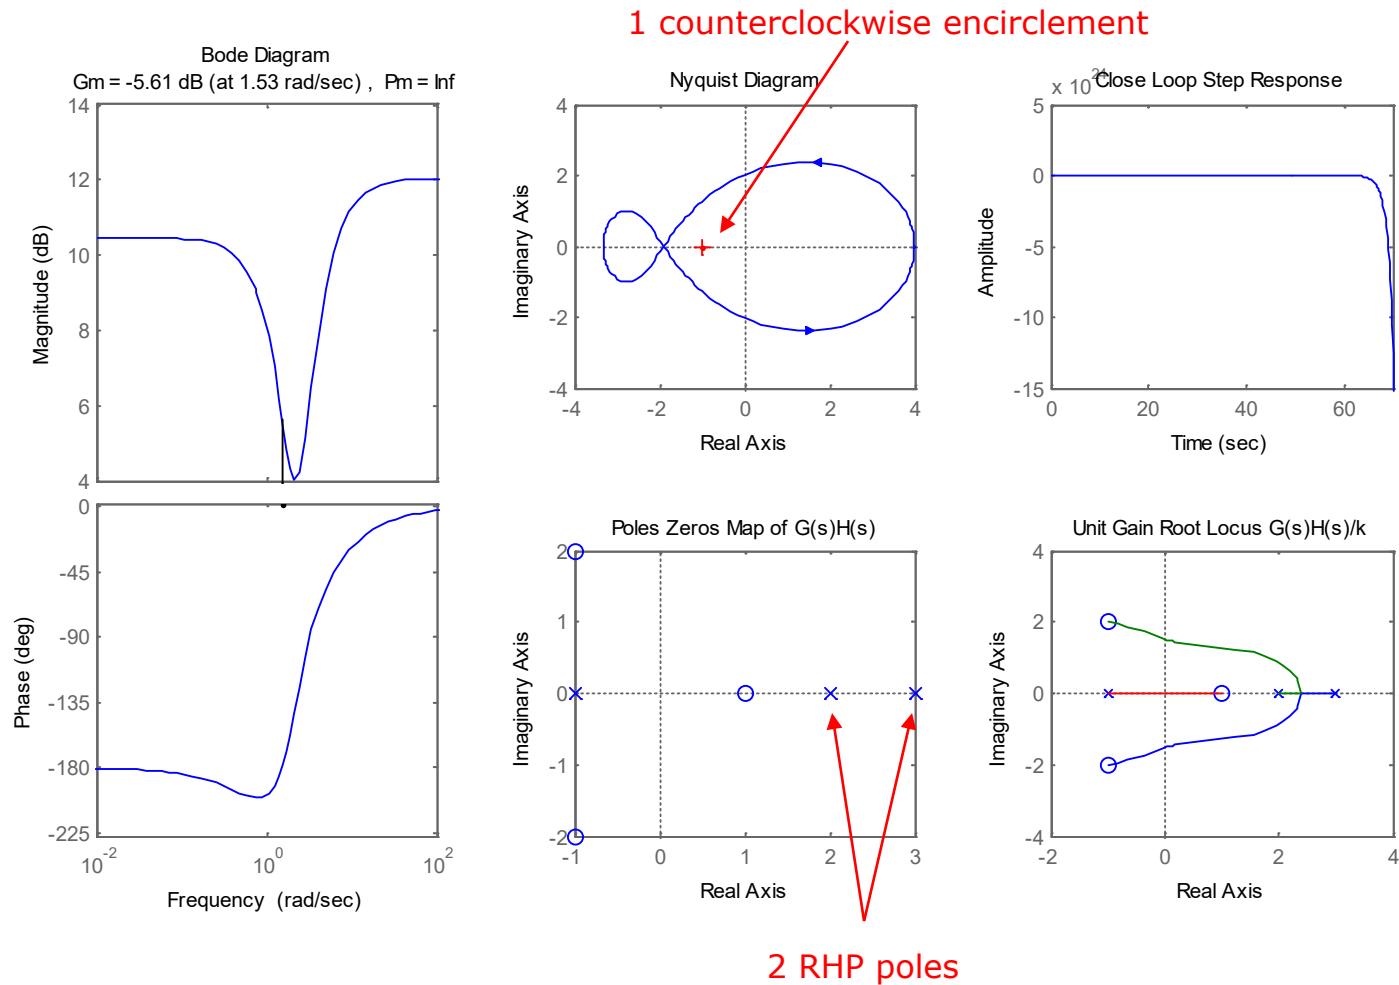 1 counterclockwise encirclement
Bode Diagram
Gm = -5.61 dB (at 1.53 rad/sec) , Pm = Inf
14
12
10
8
6
4
Magnitude (dB)
0
-45
-90
-135
-180
-225
Phase (deg)
10^-2
10^0
10^2
Frequency (rad/sec)
Nyquist Diagram
4
2
0
-2
-4
Imaginary Axis
-4
-2
0
2
4
Real Axis
Close Loop Step Response
5
0
-5
-10
-15
Amplitude
0
20
40
60
Time (sec)
Poles Zeros Map of G(s)H(s)
2
1
0
-1
-2
Imaginary Axis
-1
0
1
2
3
Real Axis
Unit Gain Root Locus G(s)H(s)/k
4
2
0
-2
-4
Imaginary Axis
-2
0
2
4
Real Axis
2 RHP poles